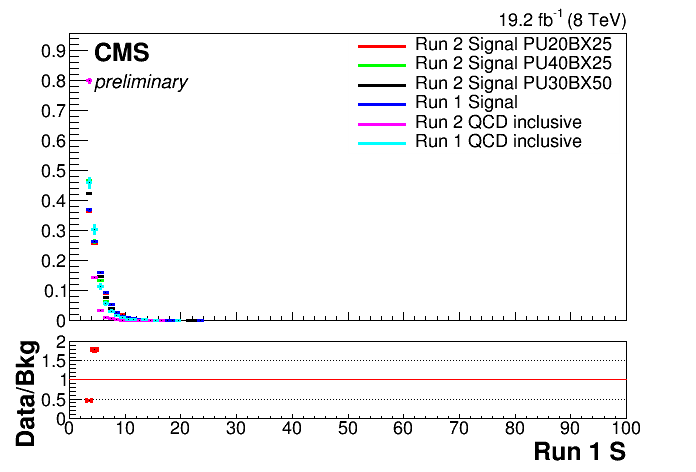 19.2 fb-1 (8 TeV)
CMS
preliminary
Run 2 Signal PU20BX25
Run 2 Signal PU40BX25
Run 2 Signal PU30BX50
Run 1 Signal
Run 2 QCD inclusive
Run 1 QCD inclusive
0.9
0.8
0.7
0.6
0.5
0.4
0.3
0.2
0.1
0
Data/Bkg
2
1.5
1
0.5
0
0 10 20 30 40 50 60 70 80 90 100
Run 1 S